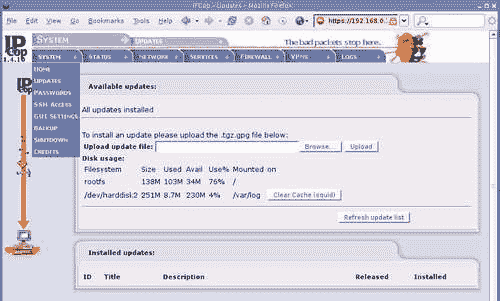 IPCop - Updates - Mozilla Firefox
File Edit View Go Bookmarks Tools Help
https://192.168.0.
IP Cop
1.4.10
SYSTEM
UPDATES
The bad packets stop here.
SYSTEM STATUS NETWORK SERVICES FIREWALL VPNS LOGS
HOME
UPDATES
PASSWORDS
SSH ACCESS
GUI SETTINGS
BACKUP
SHUTDOWN
CREDITS
Available updates:
All updates installed
To install an update please upload the .tgz.gpg file below:
Upload update file: Browse... Upload
Disk usage:
Filesystem Size Used Avail Use% Mounted on
rootfs 138M 103M 34M 76% /
/dev/harddisk2 251M 8.7M 230M 4% /var/log Clear Cache (squid)
Refresh update list
Installed updates:
ID Title Description Released Installed